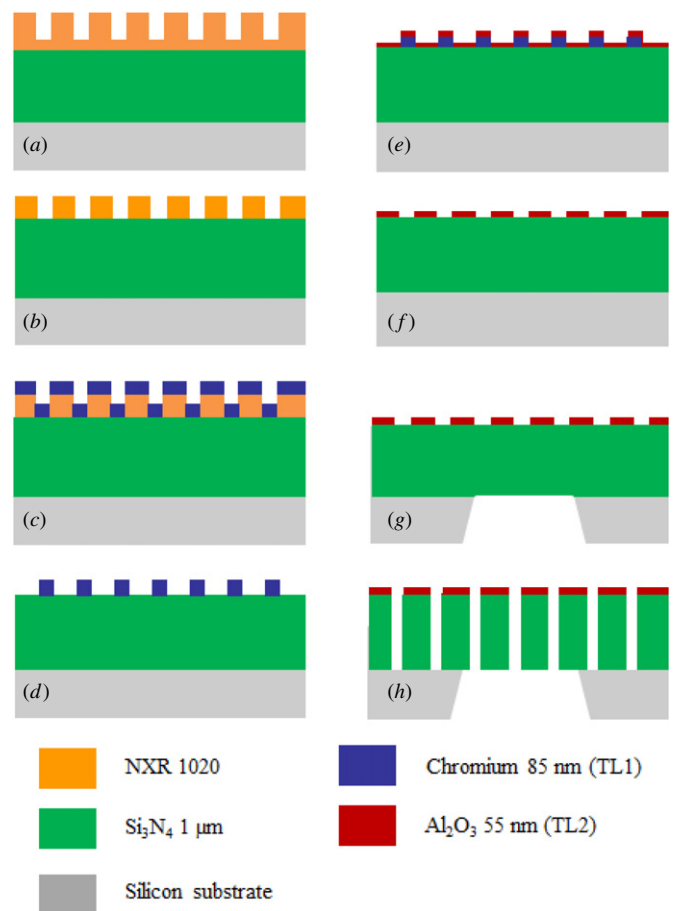 (a)
(e)
(b)
(f)
(c)
(g)
(d)
(h)
NXR 1020
Chromium 85 nm (TL1)
Si₃N₄ 1 μm
Al₂O₃ 55 nm (TL2)
Silicon substrate